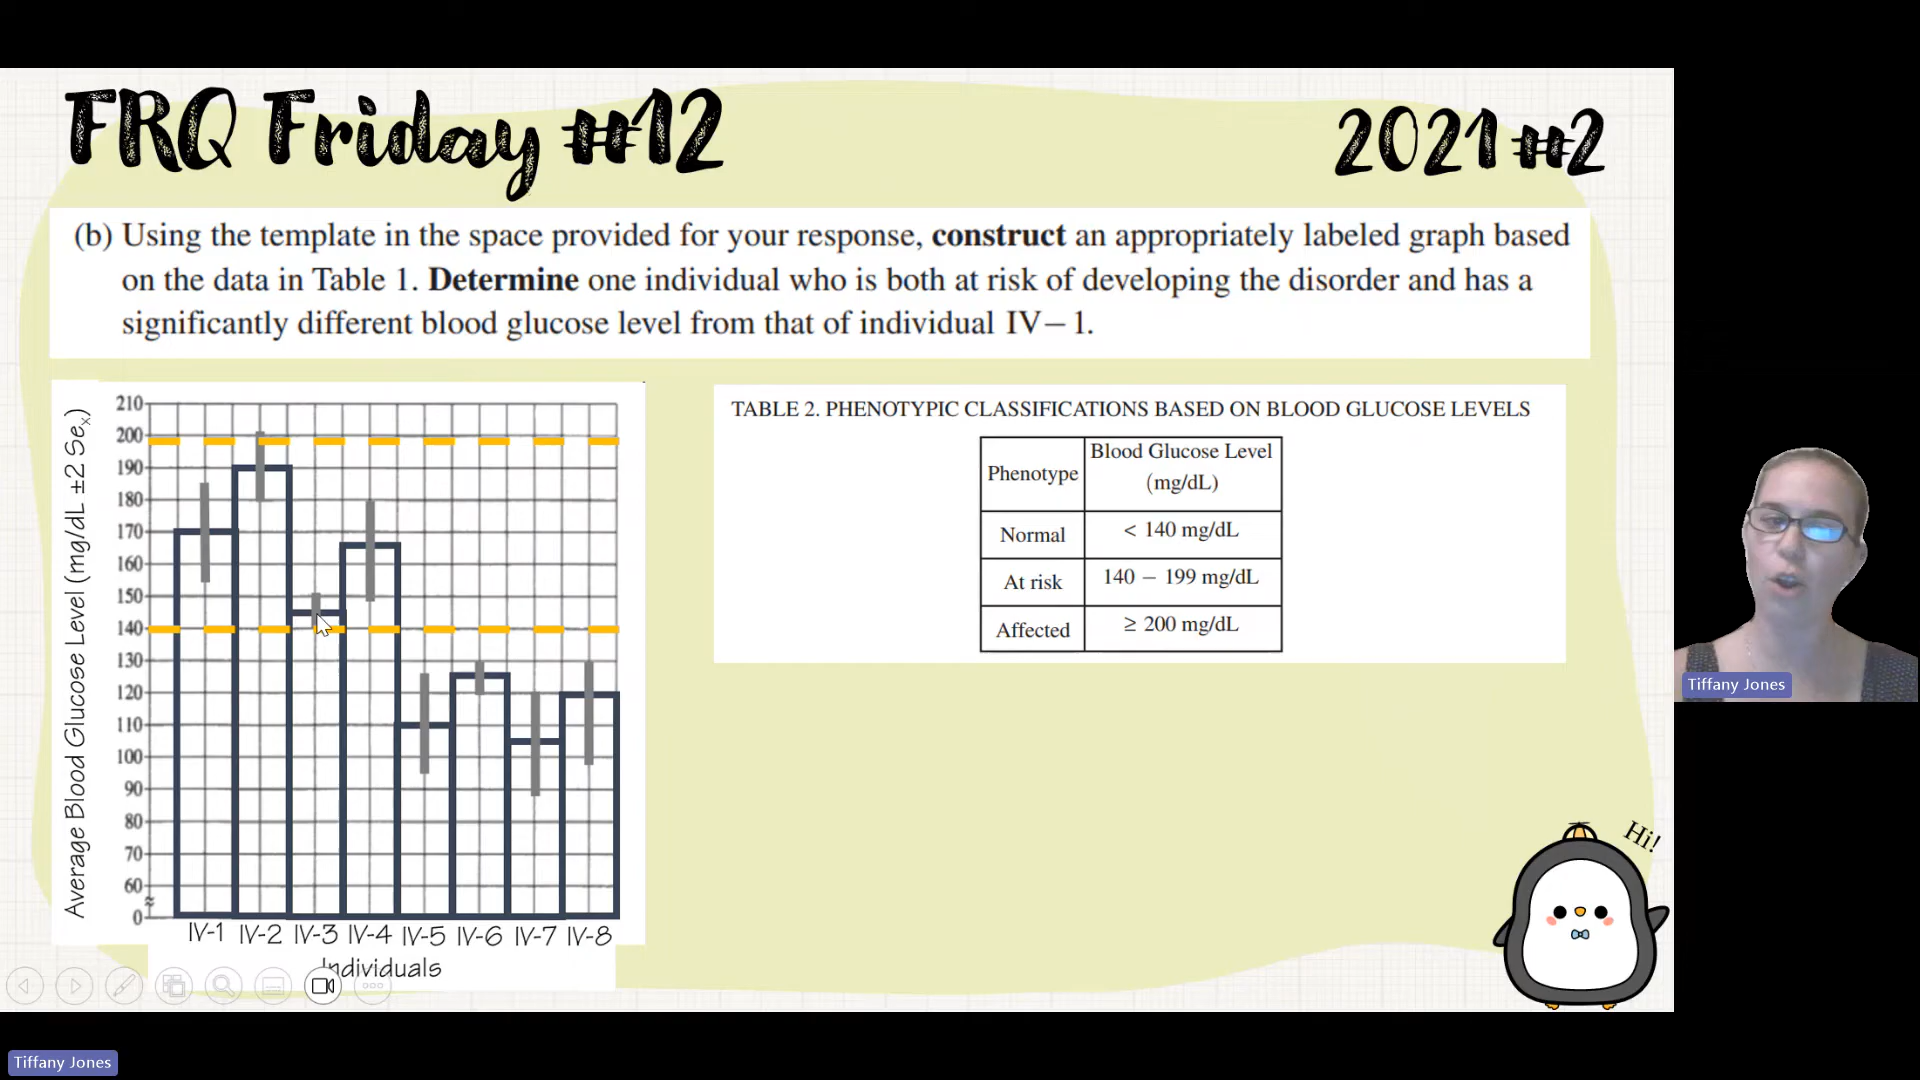 FRQ Friday #12
2021 #2
(b) Using the template in the space provided for your response, construct an appropriately labeled graph based
on the data in Table 1. Determine one individual who is both at risk of developing the disorder and has a
significantly different blood glucose level from that of individual IV–1.
Average Blood Glucose Level (mg/dL ±2 Sex)
210
200
190
180
170
160
150
140
130
120
110
100
90
80
70
60
0
IV-1 IV-2 IV-3 IV-4 IV-5 IV-6 IV-7 IV-8
Individuals
TABLE 2. PHENOTYPIC CLASSIFICATIONS BASED ON BLOOD GLUCOSE LEVELS
Phenotype Blood Glucose Level
(mg/dL)
Normal < 140 mg/dL
At risk 140 – 199 mg/dL
Affected ≥ 200 mg/dL
Hi!
Tiffany Jones
Tiffany Jones